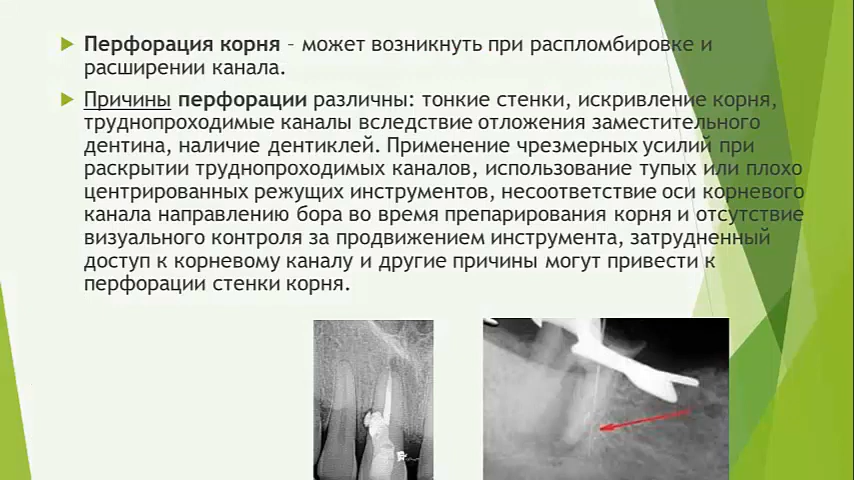 Перфорация корня – может возникнуть при распломбировке и
расширении канала.
Причины перфорации различны: тонкие стенки, искривление корня,
труднопроходимые каналы вследствие отложения заместительного
дентина, наличие дентиклей. Применение чрезмерных усилий при
раскрытии труднопроходимых каналов, использование тупых или плохо
центрированных режущих инструментов, несоответствие оси корневого
канала направлению бора во время препарирования корня и отсутствие
визуального контроля за продвижением инструмента, затрудненный
доступ к корневому каналу и другие причины могут привести к
перфорации стенки корня.